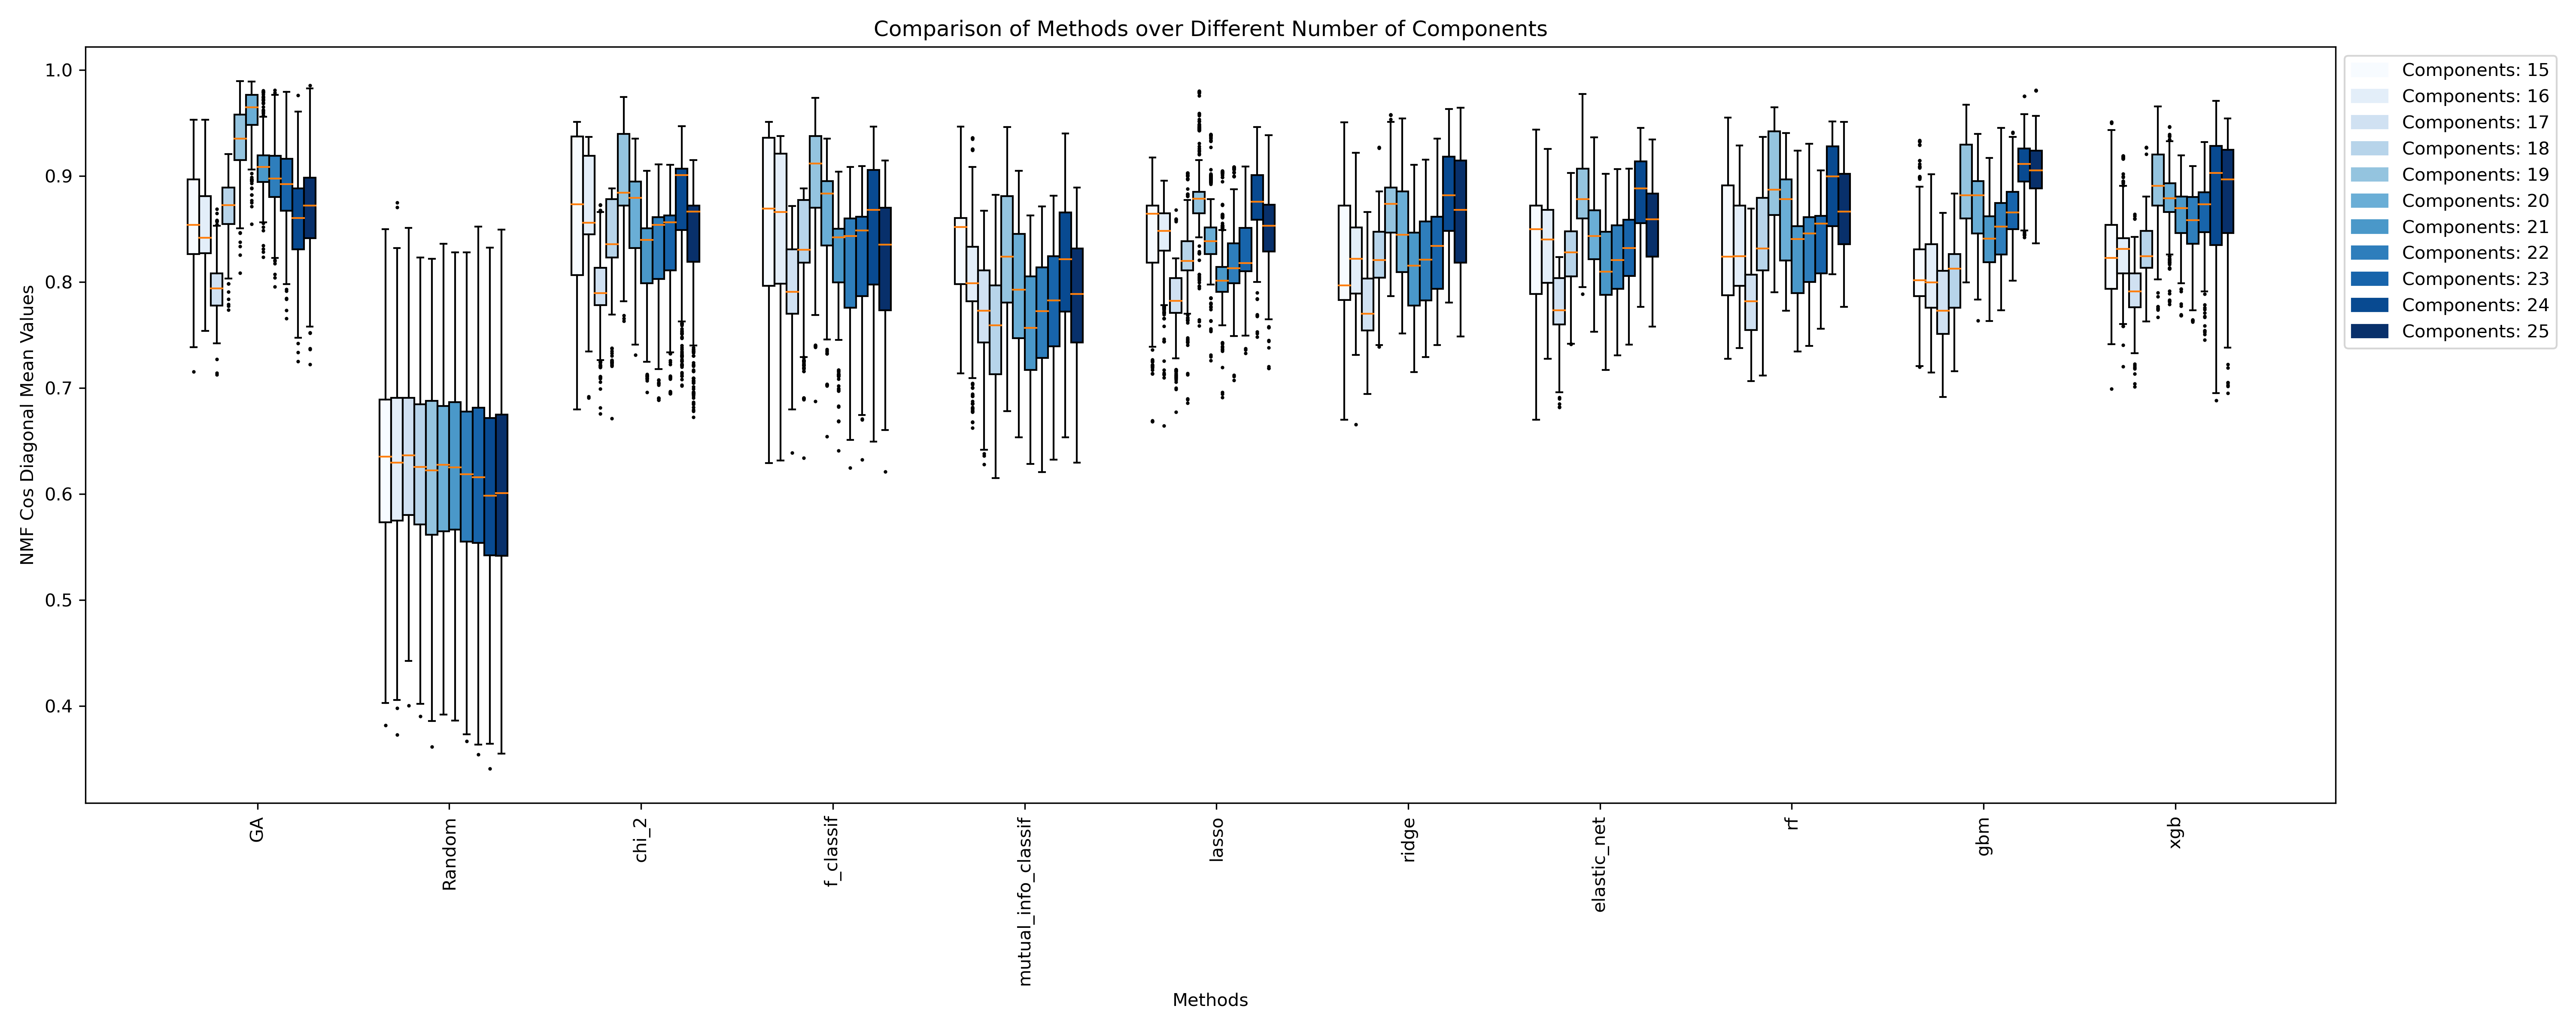 Comparison of Methods over Different Number of Components
NMF Cos Diagonal Mean Values
1.0
0.9
0.8
0.7
0.6
0.5
0.4
GA
Random
chi_2
f_classif
mutual_info_classif
lasso
ridge
elastic_net
rf
gbm
xgb
Methods
Components: 15
Components: 16
Components: 17
Components: 18
Components: 19
Components: 20
Components: 21
Components: 22
Components: 23
Components: 24
Components: 25